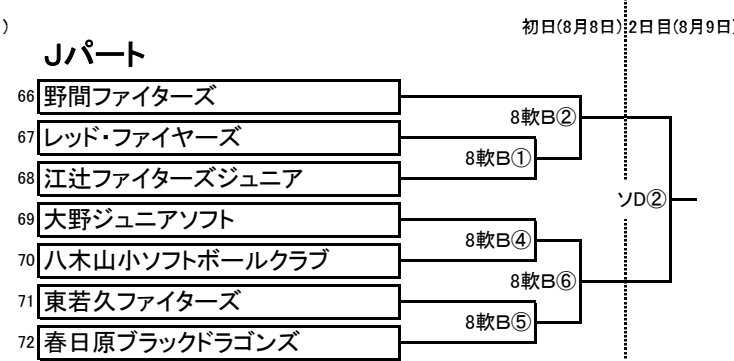 )
初日(8月8日) 2日目(8月9日)
Jパート
66 野間ファイターズ
8軟B②
67 レッド・ファイヤーズ
8軟B①
68 江辻ファイターズジュニア
ソD②
69 大野ジュニアソフト
8軟B④
70 八木山小ソフトボールクラブ
8軟B⑥
71 東若久ファイターズ
8軟B⑤
72 春日原ブラックドラゴンズ